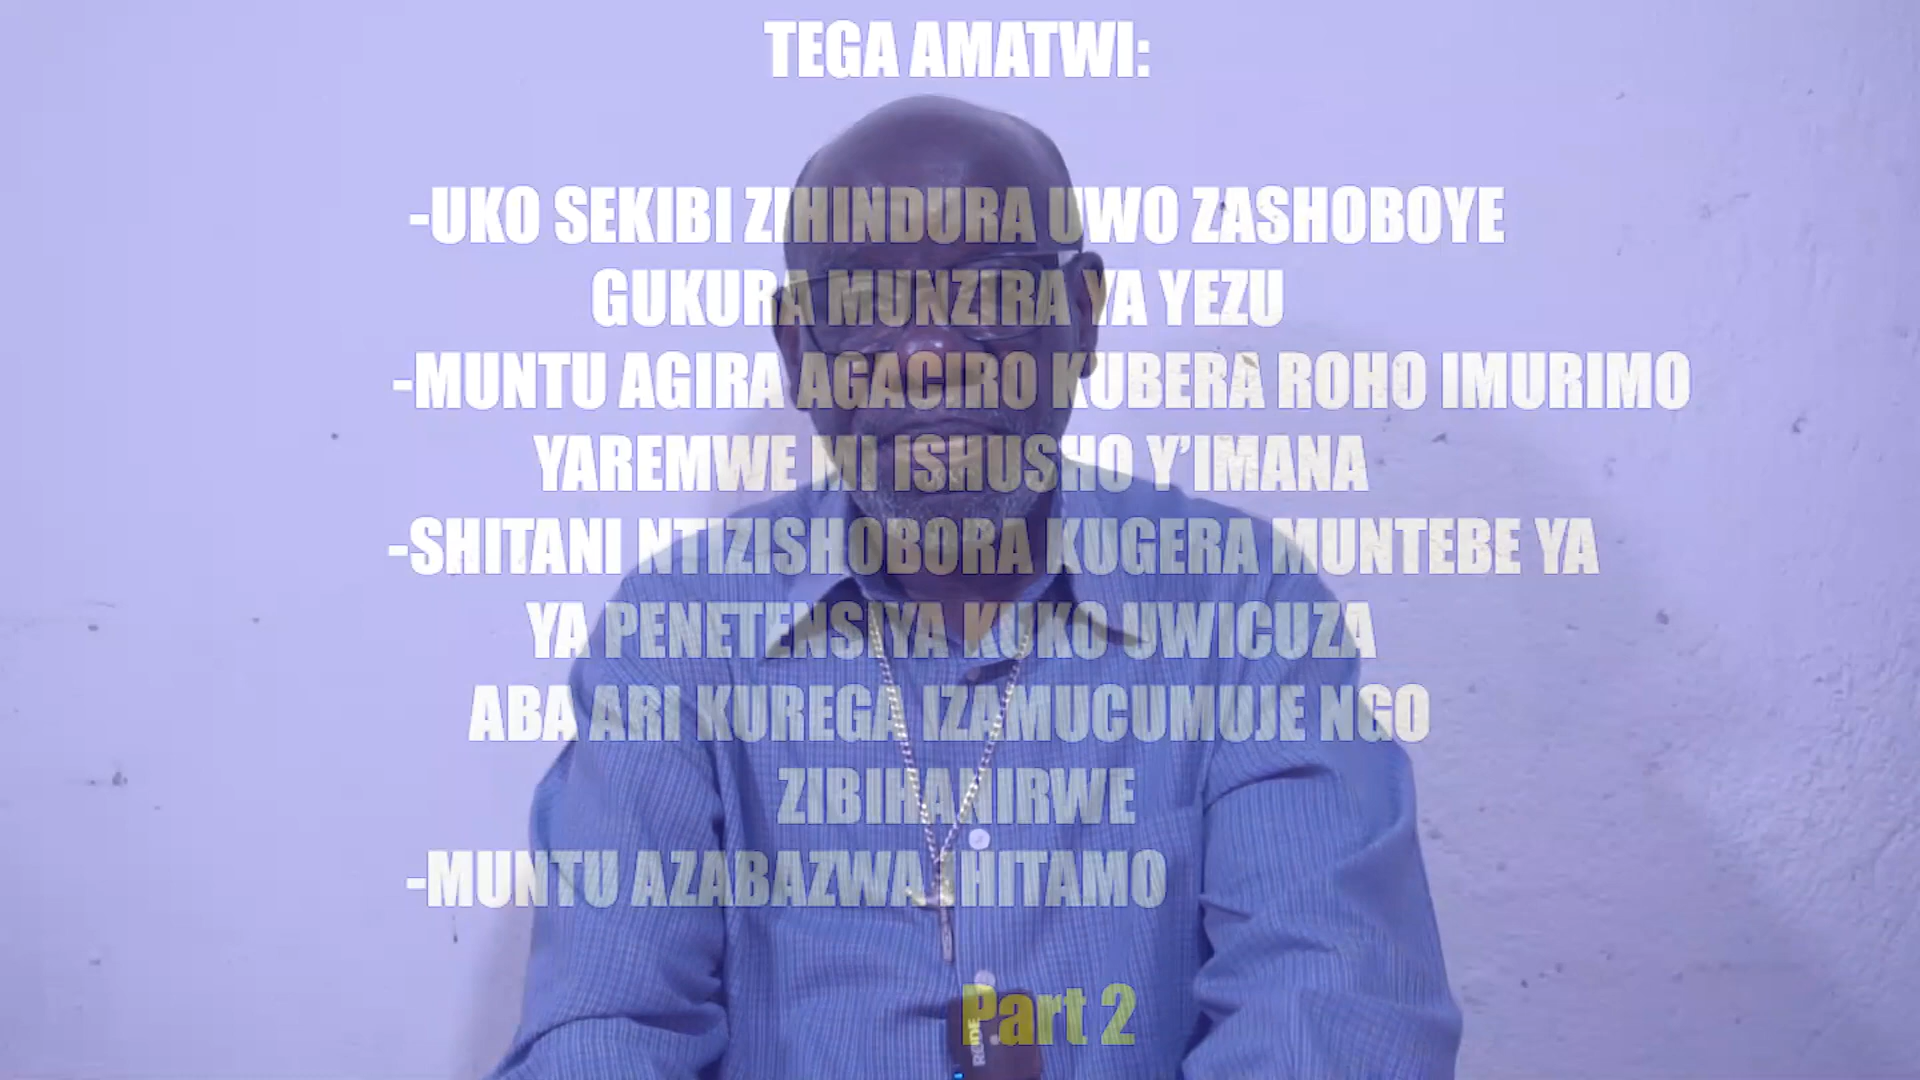 TEGA AMATWI:
-UKO SEKIBI ZIHINDURA UWO ZASHOBOYE
GUKURA MUNZIRA YA YEZU
-MUNTU AGIRA AGACIRO KUBERA ROHO IMURIMO
YAREMWE MI ISHUSHO Y’IMANA
-SHITANI NTIZISHOBORA KUGERA MUNTEBE YA
YA PENETENSIYA KUKO UWICUZA
ABA ARI KUREGA IZAMUCUMUJE NGO
ZIBIHANIRWE
-MUNTU AZABAZWA IHITAMO
Part 2
RODE